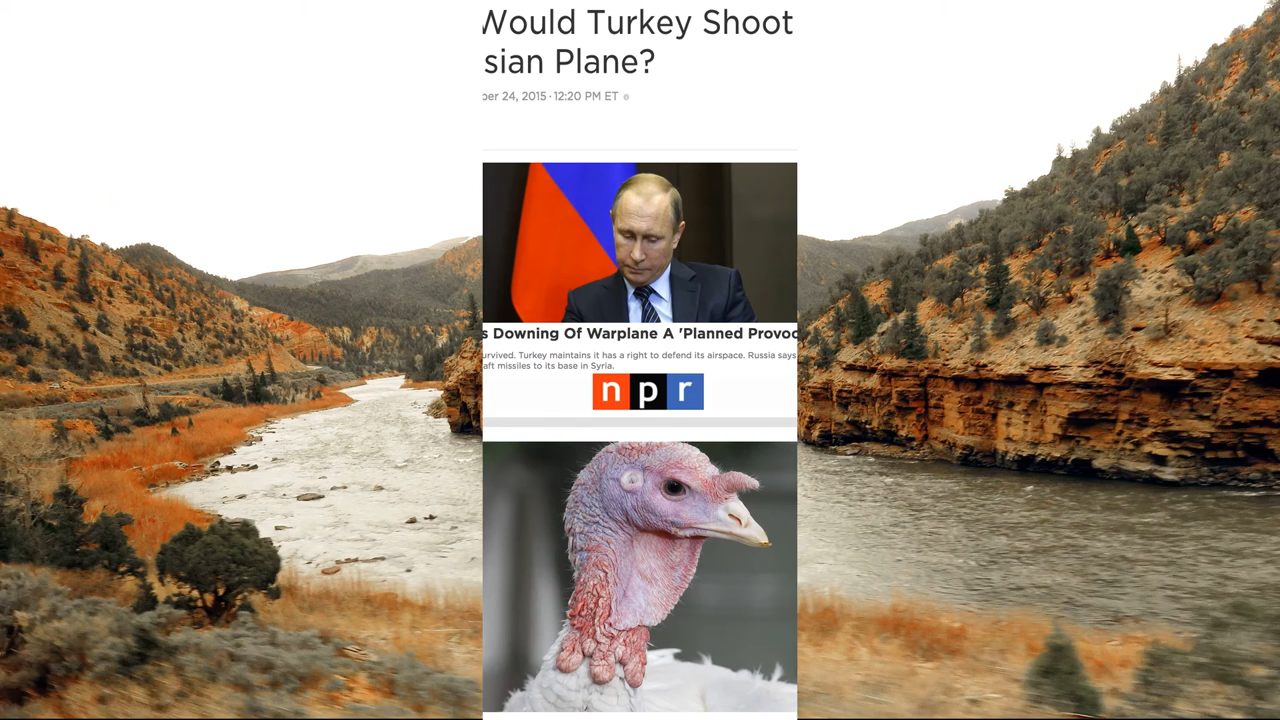 Would Turkey Shoot
sian Plane?
ber 24, 2015 · 12:20 PM ET
s Downing Of Warplane A 'Planned Provoc
urvived. Turkey maintains it has a right to defend its airspace. Russia says
aft missiles to its base in Syria.
npr